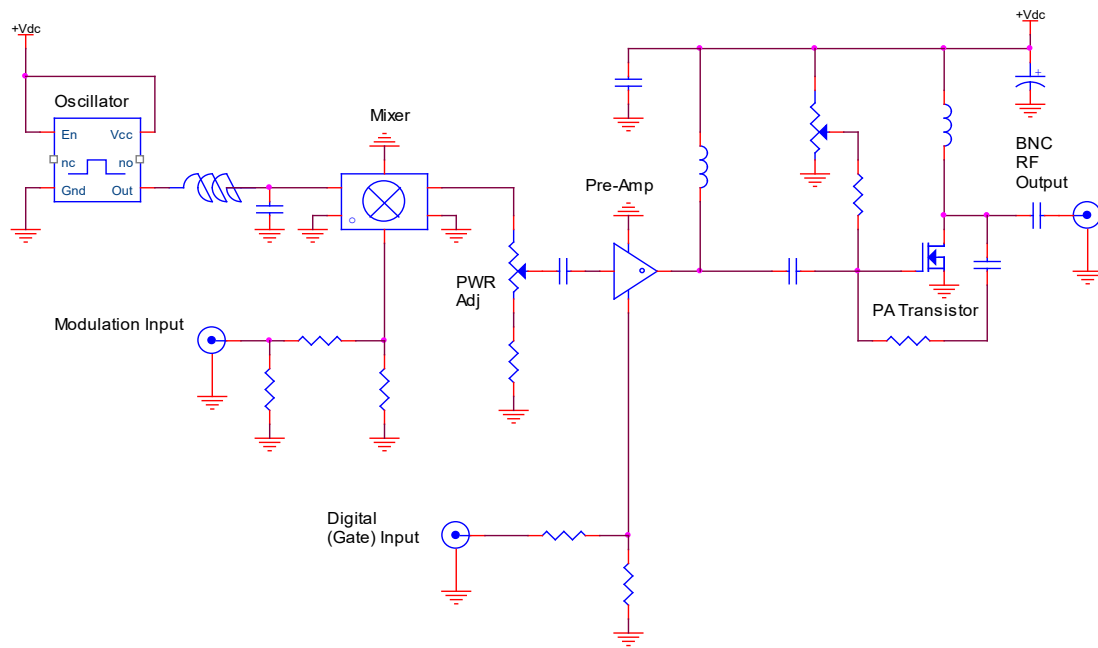 +Vdc
+Vdc
Oscillator
Mixer
En Vcc
nc no
Gnd Out
BNC
RF
Output
Pre-Amp
PWR
Adj
PA Transistor
Modulation Input
Digital
(Gate) Input
+